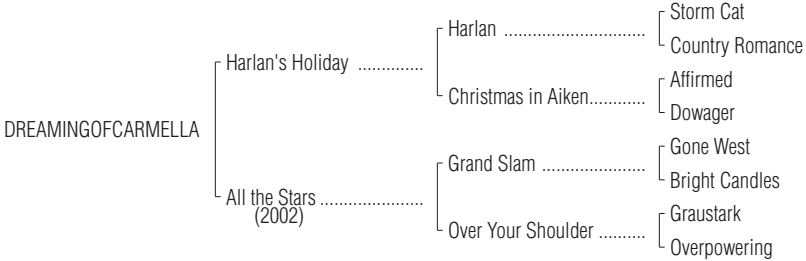 Storm Cat
Harlan ..............................
Country Romance
Harlan's Holiday ..............
Affirmed
Christmas in Aiken............
Dowager
DREAMINGOFCARMELLA
Gone West
Grand Slam ......................
Bright Candles
All the Stars ......................
(2002)
Graustark
Over Your Shoulder ..........
Overpowering